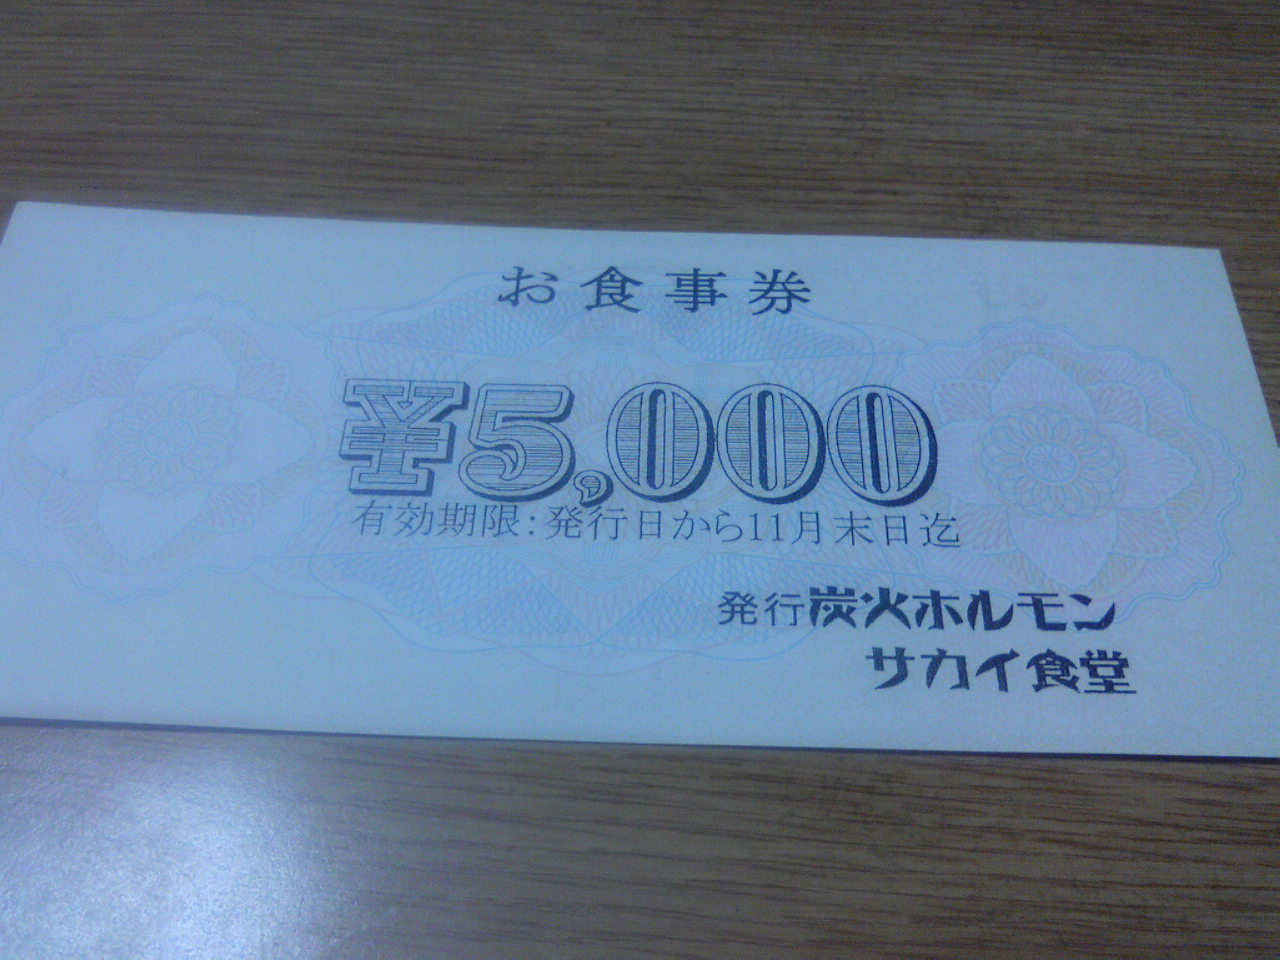 お食事券
¥5,000
有効期限:発行日から11月末日迄
発行 炭火ホルモン
サカイ食堂